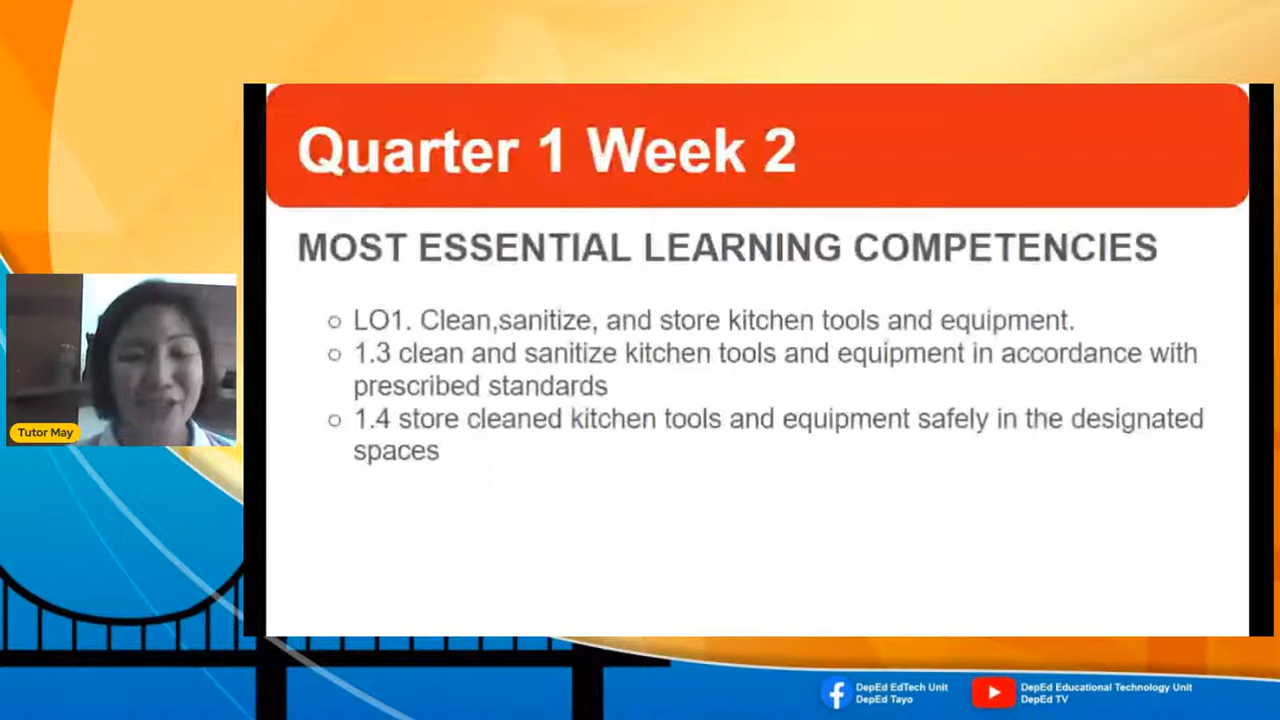 Quarter 1 Week 2
MOST ESSENTIAL LEARNING COMPETENCIES
LO1. Clean,sanitize, and store kitchen tools and equipment.
1.3 clean and sanitize kitchen tools and equipment in accordance with
prescribed standards
1.4 store cleaned kitchen tools and equipment safely in the designated
spaces
Tutor May
DepEd EdTech Unit
DepEd Tayo
DepEd Educational Technology Unit
DepEd TV